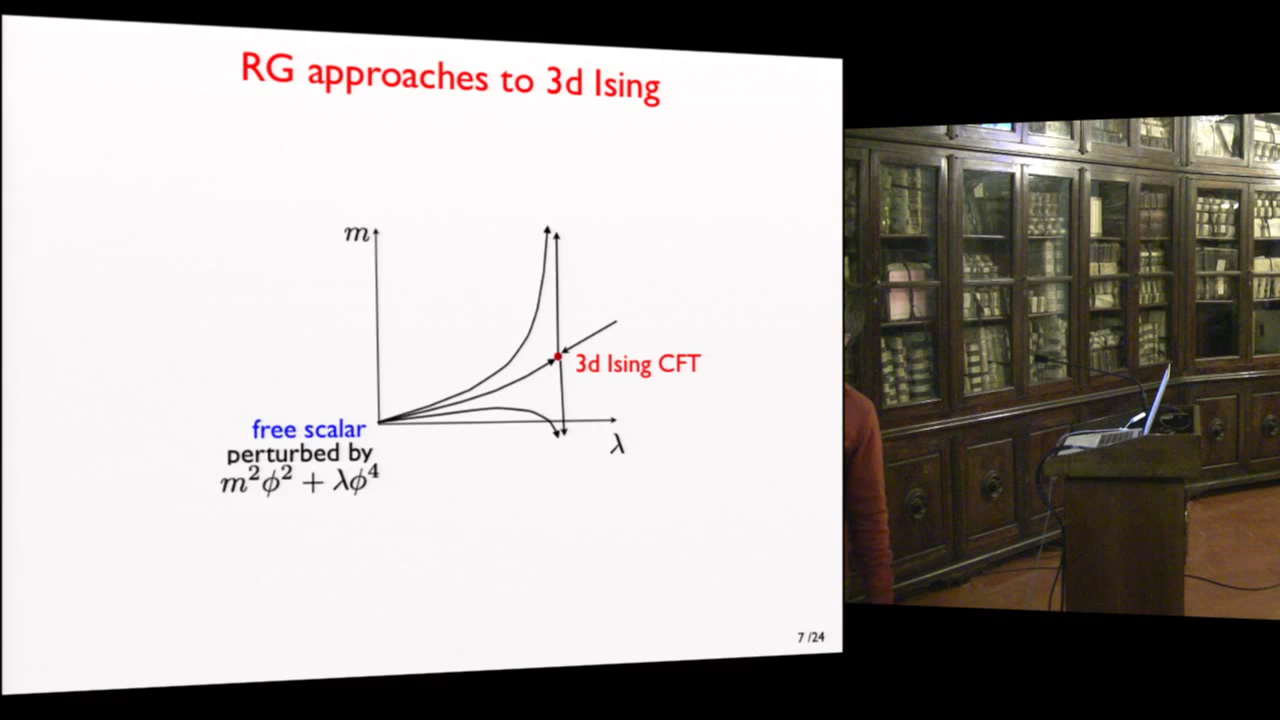 RG approaches to 3d Ising
m
3d Ising CFT
free scalar
perturbed by
m²ϕ² + λϕ⁴
λ
7 /24